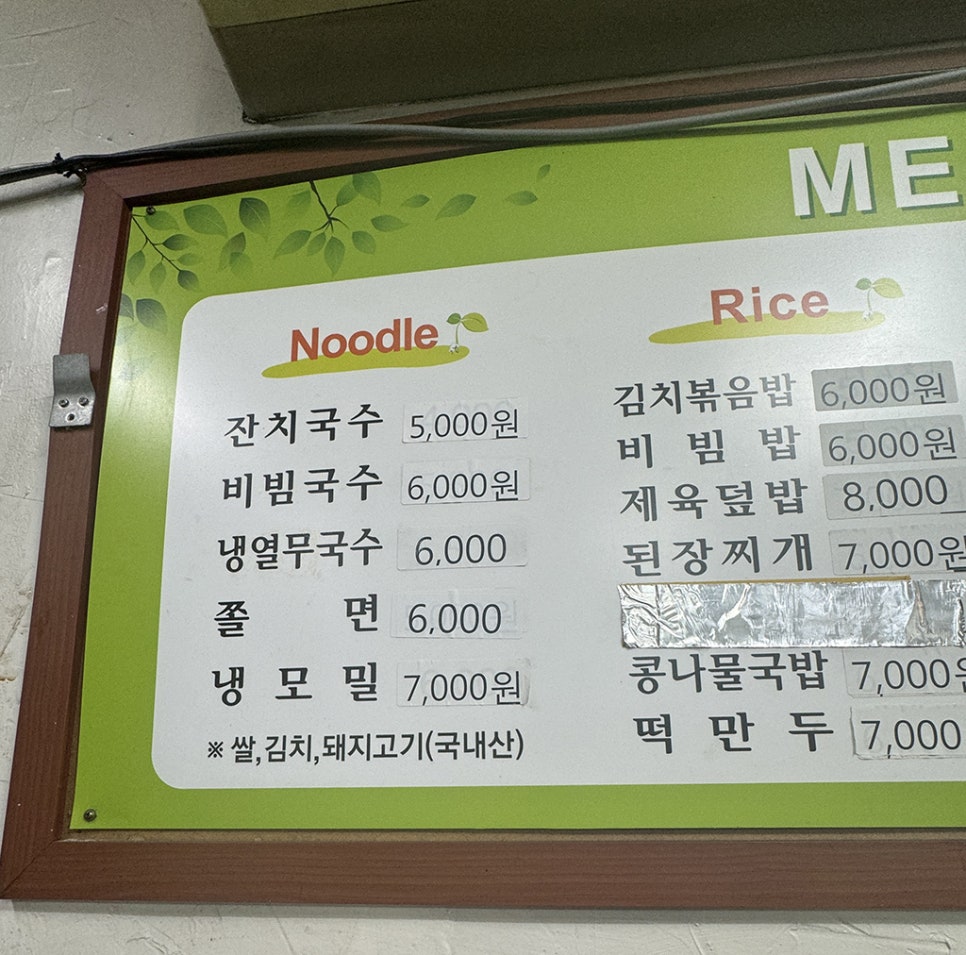 ME
Noodle
잔치국수 5,000원
비빔국수 6,000원
냉열무국수 6,000
쫄면 6,000
냉모밀 7,000원
※ 쌀,김치,돼지고기(국내산)
Rice
김치볶음밥 6,000원
비빔밥 6,000원
제육덮밥 8,000
된장찌개 7,000원
콩나물국밥 7,000원
떡만두 7,000